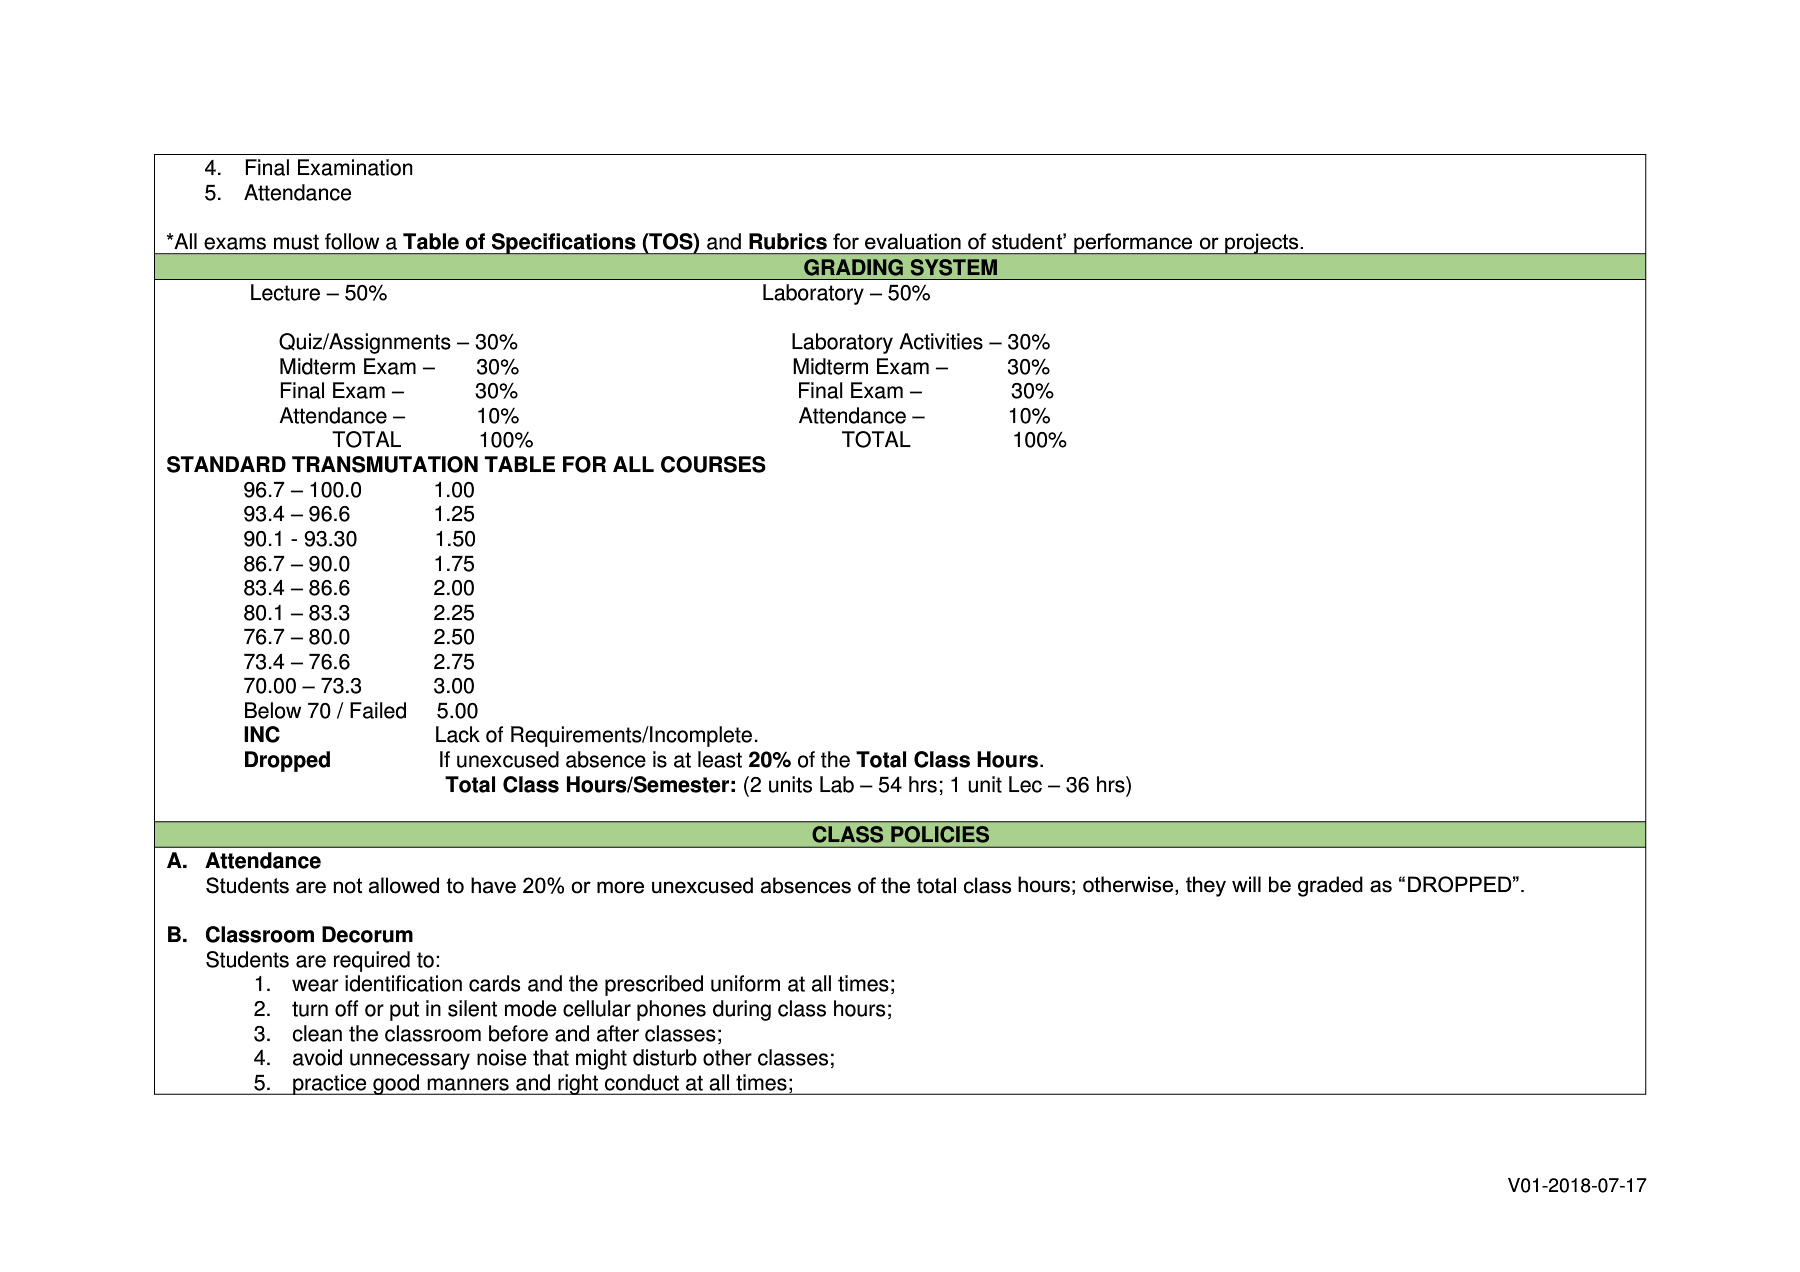 4. Final Examination
5. Attendance
*All exams must follow a Table of Specifications (TOS) and Rubrics for evaluation of student’ performance or projects.
GRADING SYSTEM
Lecture – 50% Laboratory – 50%
Quiz/Assignments – 30% Laboratory Activities – 30%
Midterm Exam – 30% Midterm Exam – 30%
Final Exam – 30% Final Exam – 30%
Attendance – 10% Attendance – 10%
TOTAL 100% TOTAL 100%
STANDARD TRANSMUTATION TABLE FOR ALL COURSES
96.7 – 100.0 1.00
93.4 – 96.6 1.25
90.1 - 93.30 1.50
86.7 – 90.0 1.75
83.4 – 86.6 2.00
80.1 – 83.3 2.25
76.7 – 80.0 2.50
73.4 – 76.6 2.75
70.00 – 73.3 3.00
Below 70 / Failed 5.00
INC Lack of Requirements/Incomplete.
Dropped If unexcused absence is at least 20% of the Total Class Hours.
Total Class Hours/Semester: (2 units Lab – 54 hrs; 1 unit Lec – 36 hrs)
CLASS POLICIES
A. Attendance
Students are not allowed to have 20% or more unexcused absences of the total class hours; otherwise, they will be graded as “DROPPED”.
B. Classroom Decorum
Students are required to:
1. wear identification cards and the prescribed uniform at all times;
2. turn off or put in silent mode cellular phones during class hours;
3. clean the classroom before and after classes;
4. avoid unnecessary noise that might disturb other classes;
5. practice good manners and right conduct at all times;
V01-2018-07-17